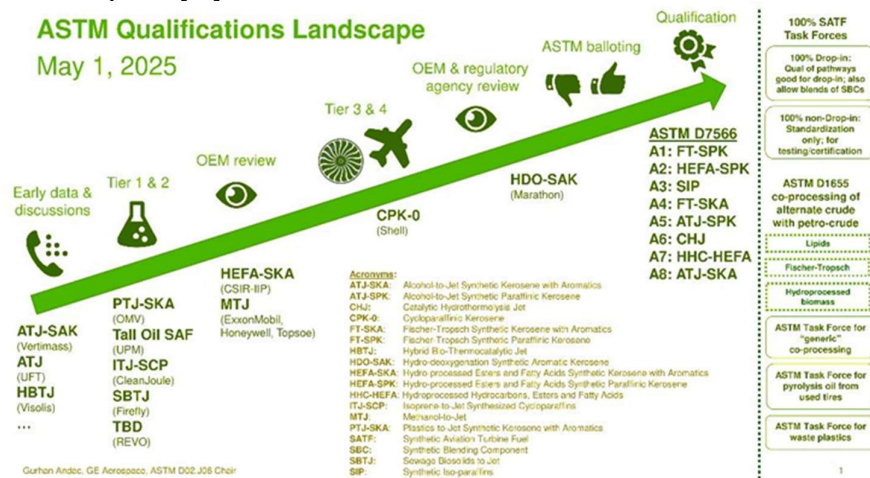 ASTM Qualifications Landscape
May 1, 2025
Early data &
discussions
Tier 1 & 2
OEM review
Tier 3 & 4
OEM & regulatory
agency review
ASTM balloting
Qualification
ATJ-SAK
(Vertimass)
ATJ
(UFT)
HBTJ
(Visolis)
...
PTJ-SKA
(OMV)
Tall Oil SAF
(UPM)
ITJ-SCP
(CleanJoule)
SBTJ
(Firefly)
TBD
(REVO)
HEFA-SKA
(CSIR-IIP)
MTJ
(ExxonMobil,
Honeywell, Topsoe)
CPK-0
(Shell)
HDO-SAK
(Marathon)
ASTM D7566
A1: FT-SPK
A2: HEFA-SPK
A3: SIP
A4: FT-SKA
A5: ATJ-SPK
A6: CHJ
A7: HHC-HEFA
A8: ATJ-SKA
Acronyms:
ATJ-SKA: Alcohol-to-Jet Synthetic Kerosene with Aromatics
ATJ-SPK: Alcohol-to-Jet Synthetic Paraffinic Kerosene
CHJ: Catalytic Hydrothermolysis Jet
CPK-0: Cycloparaffinic Kerosene
FT-SKA: Fischer-Tropsch Synthetic Kerosene with Aromatics
FT-SPK: Fischer-Tropsch Synthetic Paraffinic Kerosene
HBTJ: Hybrid Bio-Thermocatalytic Jet
HDO-SAK: Hydro-deoxygenation Synthetic Aromatic Kerosene
HEFA-SKA: Hydro processed Esters and Fatty Acids Synthetic Kerosene with Aromatics
HEFA-SPK: Hydro-processed Esters and Fatty Acids Synthetic Paraffinic Kerosene
HHC-HEFA: Hydroprocessed Hydrocarbons, Esters and Fatty Acids
ITJ-SCP: Isoprene-to-Jet Synthesized Cycloparaffins
MTJ: Methanol-to-Jet
PTJ-SKA: Plastics to Jet Synthetic Kerosene with Aromatics
SATF: Synthetic Aviation Turbine Fuel
SBC: Synthetic Blending Component
SBTJ: Sewage Biosolids to Jet
SIP: Synthetic Iso-paraffins
100% SATF
Task Forces
100% Drop-in:
Qual of pathways
good for drop-in; also
allow blends of SBCs
100% non-Drop-in:
Standardization
only; for
testing/certification
ASTM D1655
co-processing of
alternate crude
with petro-crude
Lipids
Fischer-Tropsch
Hydroprocessed
biomass
ASTM Task Force for
"generic"
co-processing
ASTM Task Force for
pyrolysis oil from
used tires
ASTM Task Force for
waste plastics
Gurhan Andac, GE Aerospace, ASTM D02.J06 Chair
1